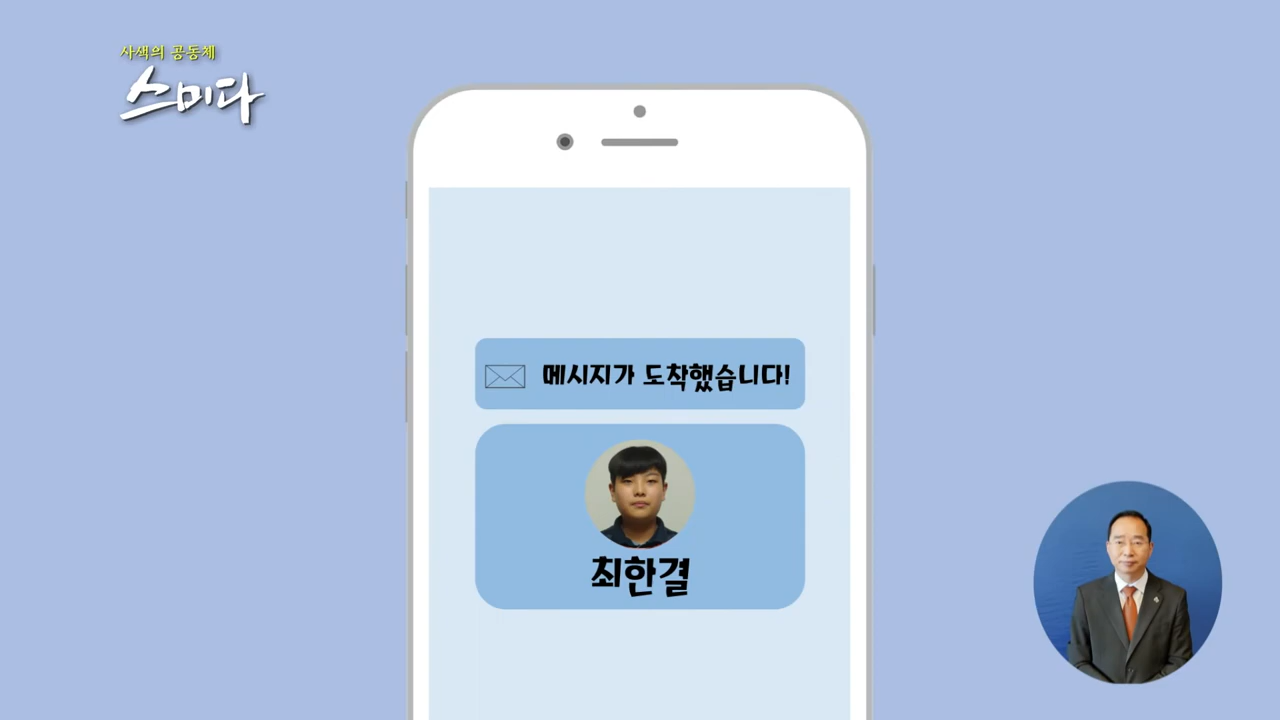 사색의 공동체
스미다
메시지가 도착했습니다!
최한결